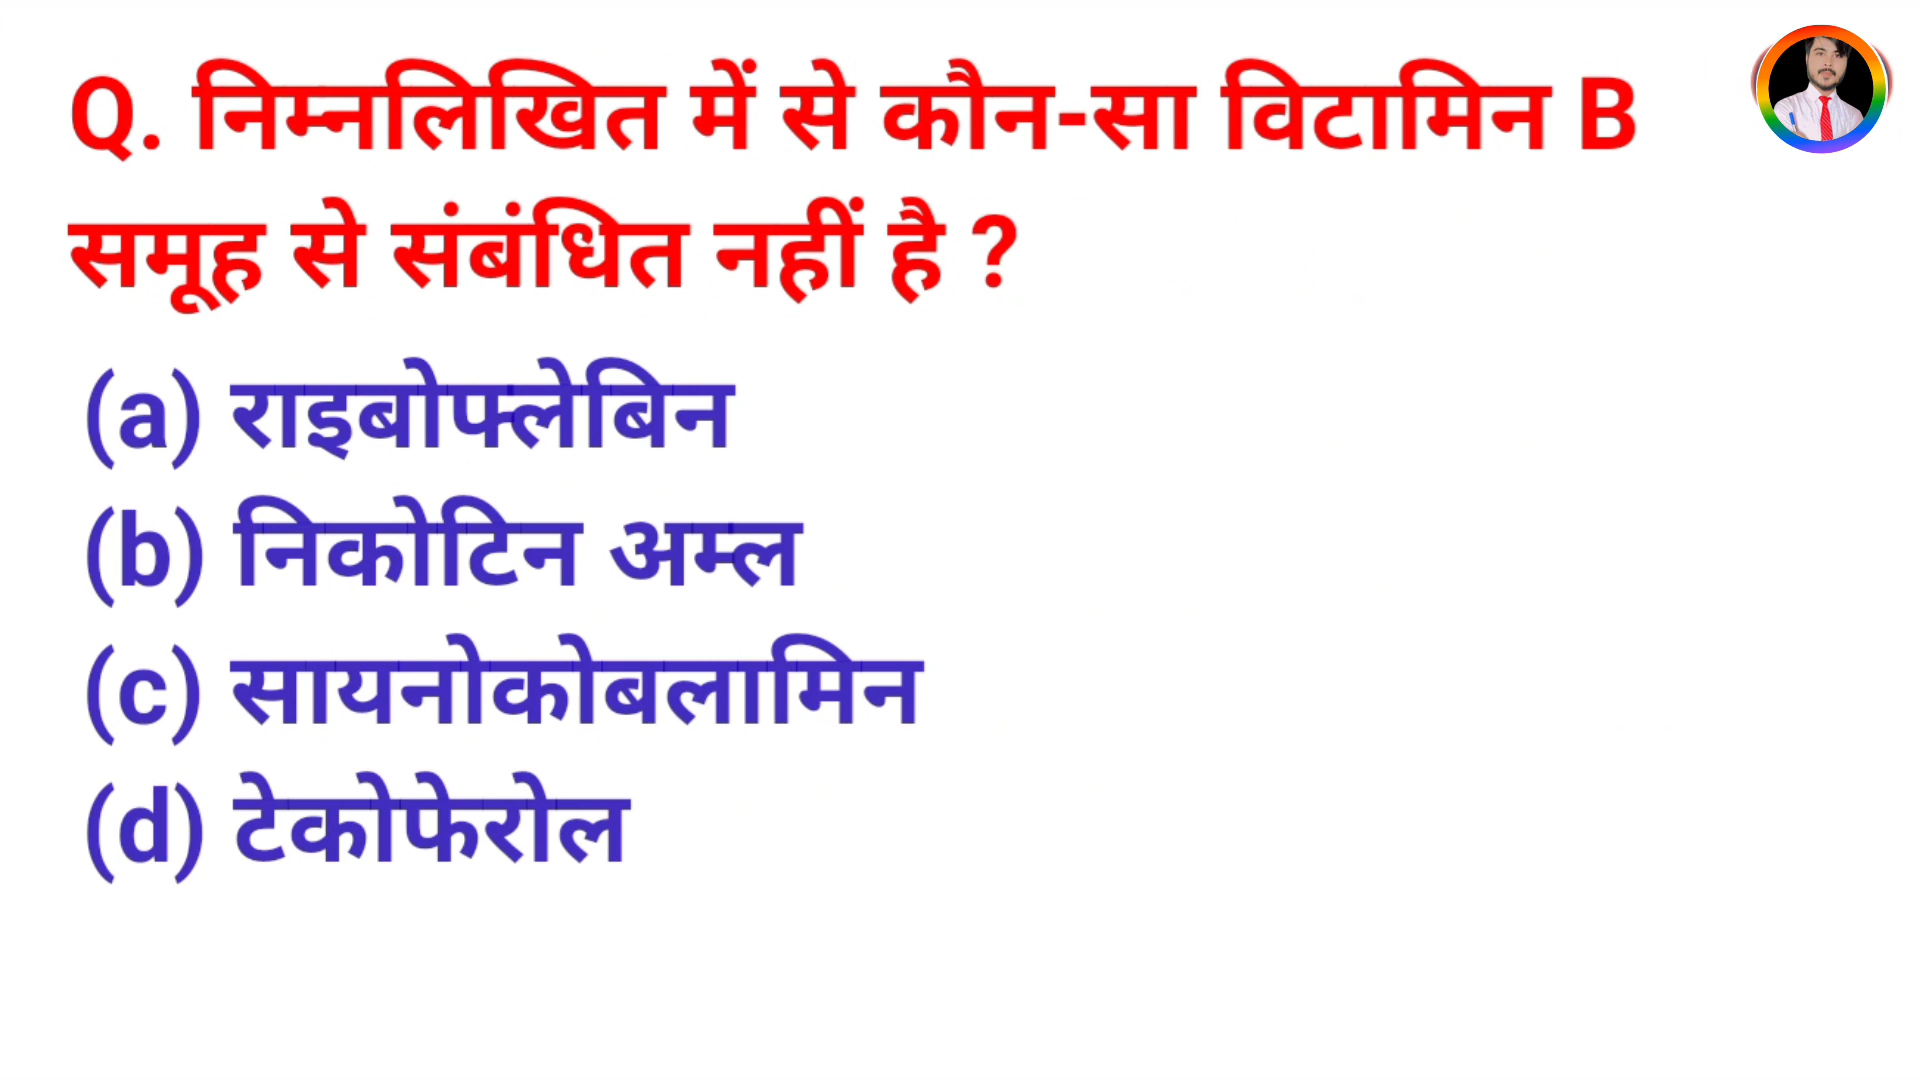 Q. निम्नलिखित में से कौन-सा विटामिन B
समूह से संबंधित नहीं है ?
(a) राइबोफ्लेबिन
(b) निकोटिन अम्ल
(c) सायनोकोबलामिन
(d) टेकोफेरोल